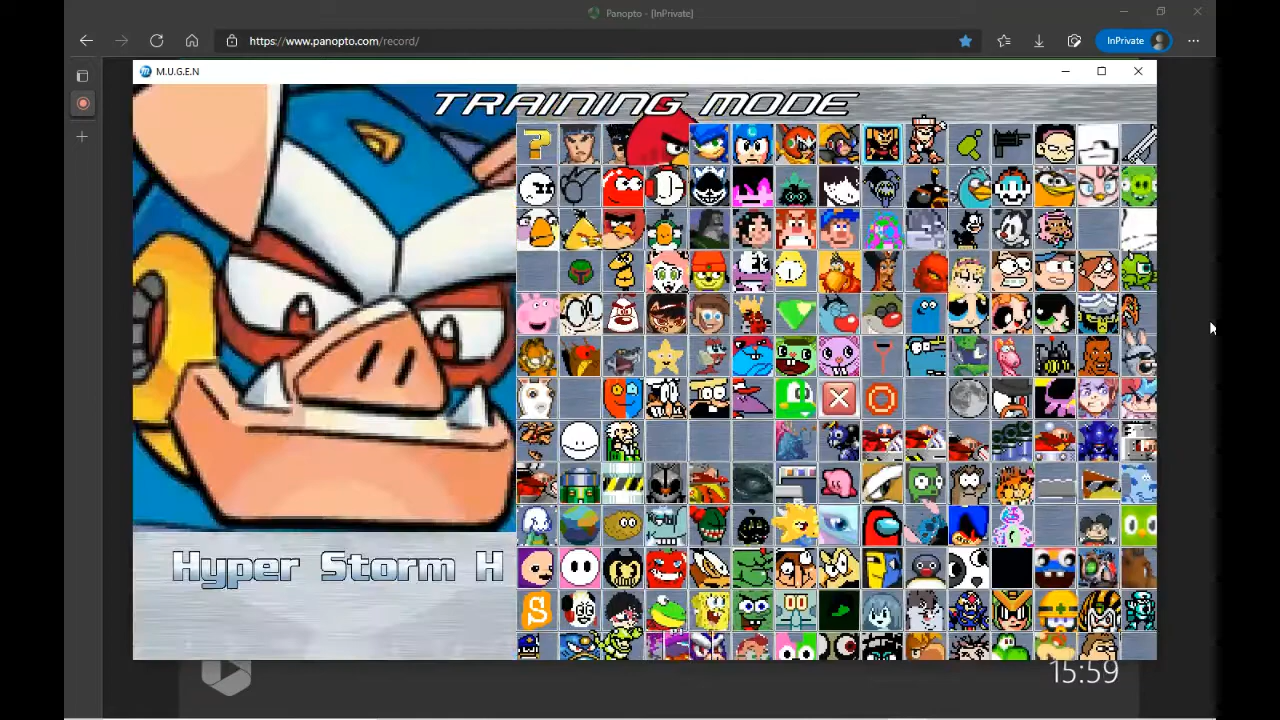 Panopto - [InPrivate]
https://www.panopto.com/record/
InPrivate
M.U.G.E.N
TRAINING MODE
Hyper Storm H
15:59